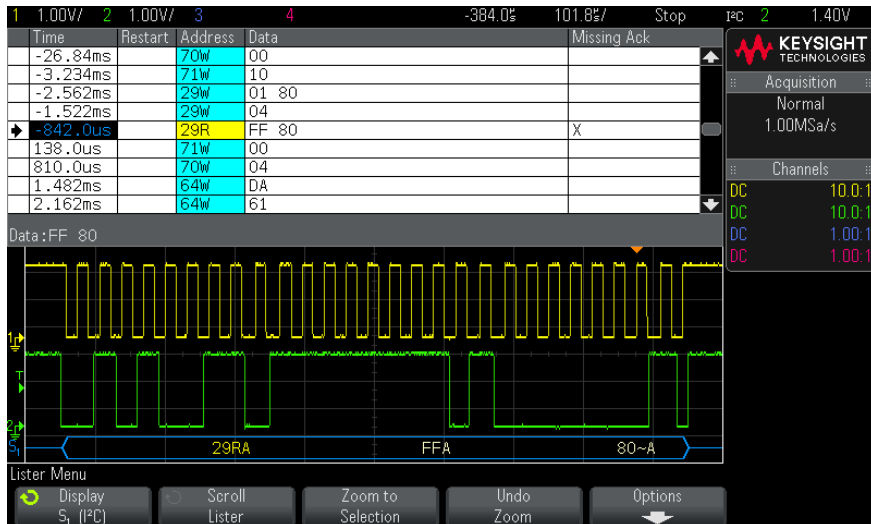 1 1.00V/ 2 1.00V/ 3 4 -384.0us 101.8us/ Stop I²C 2 1.40V
Time Restart Address Data Missing Ack
-26.84ms 70W 00
-3.234ms 71W 10
-2.562ms 29W 01 80
-1.522ms 29W 04
-842.0us 29R FF 80 X
138.0us 71W 00
810.0us 70W 04
1.482ms 64W DA
2.162ms 64W 61
Data:FF 80
KEYSIGHT
TECHNOLOGIES
Acquisition
Normal
1.00MSa/s
Channels
DC 10.0:1
DC 10.0:1
DC 1.00:1
DC 1.00:1
1
T
2
S1 29RA FFA 80~A
Lister Menu
Display
S1 (I²C)
Scroll
Lister
Zoom to
Selection
Undo
Zoom
Options